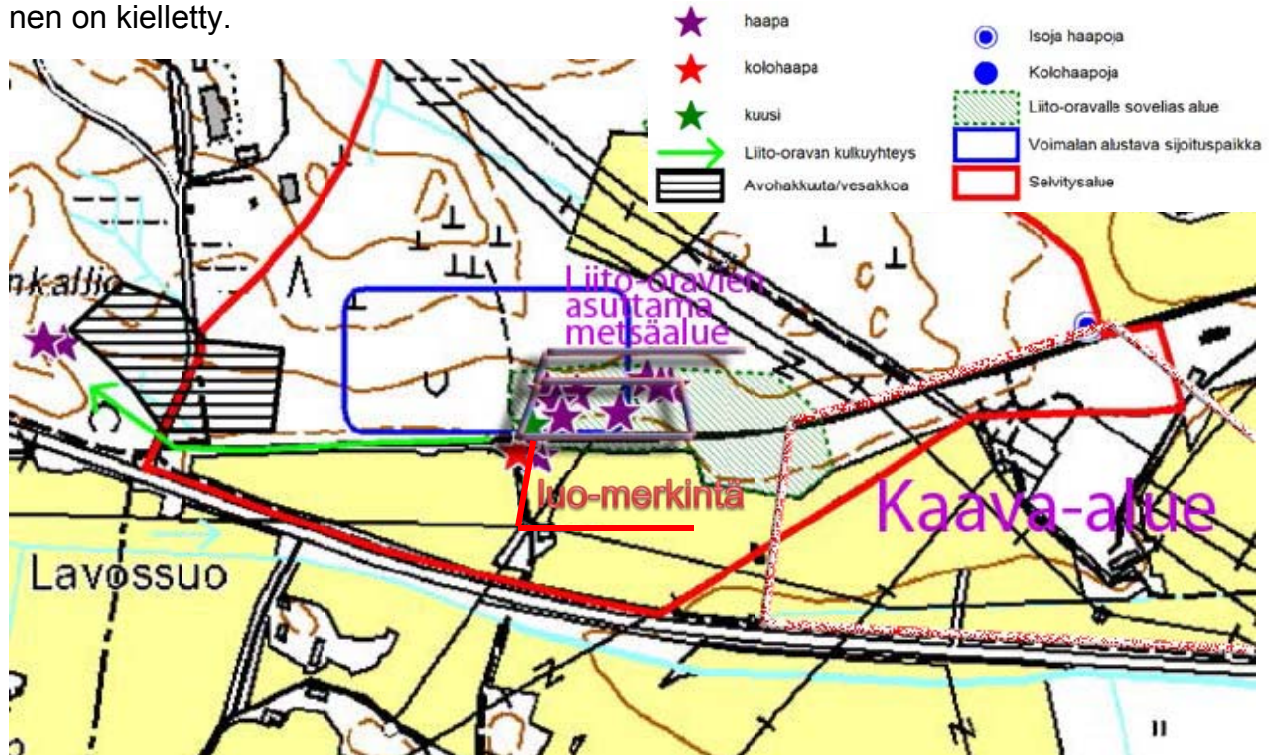 nen on kielletty.
haapa
kolohaapa
kuusi
Liito-oravan kulkuyhteys
Avohakkuuta/vesakkoa
Isoja haapoja
Kolohaapoja
Liito-oravalle sovelias alue
Voimalan alustava sijoituspaikka
Selvitysalue
nkallio
Liito-oravien
asuttama
metsäalue
luo-merkintä
Kaava-alue
Lavossuo